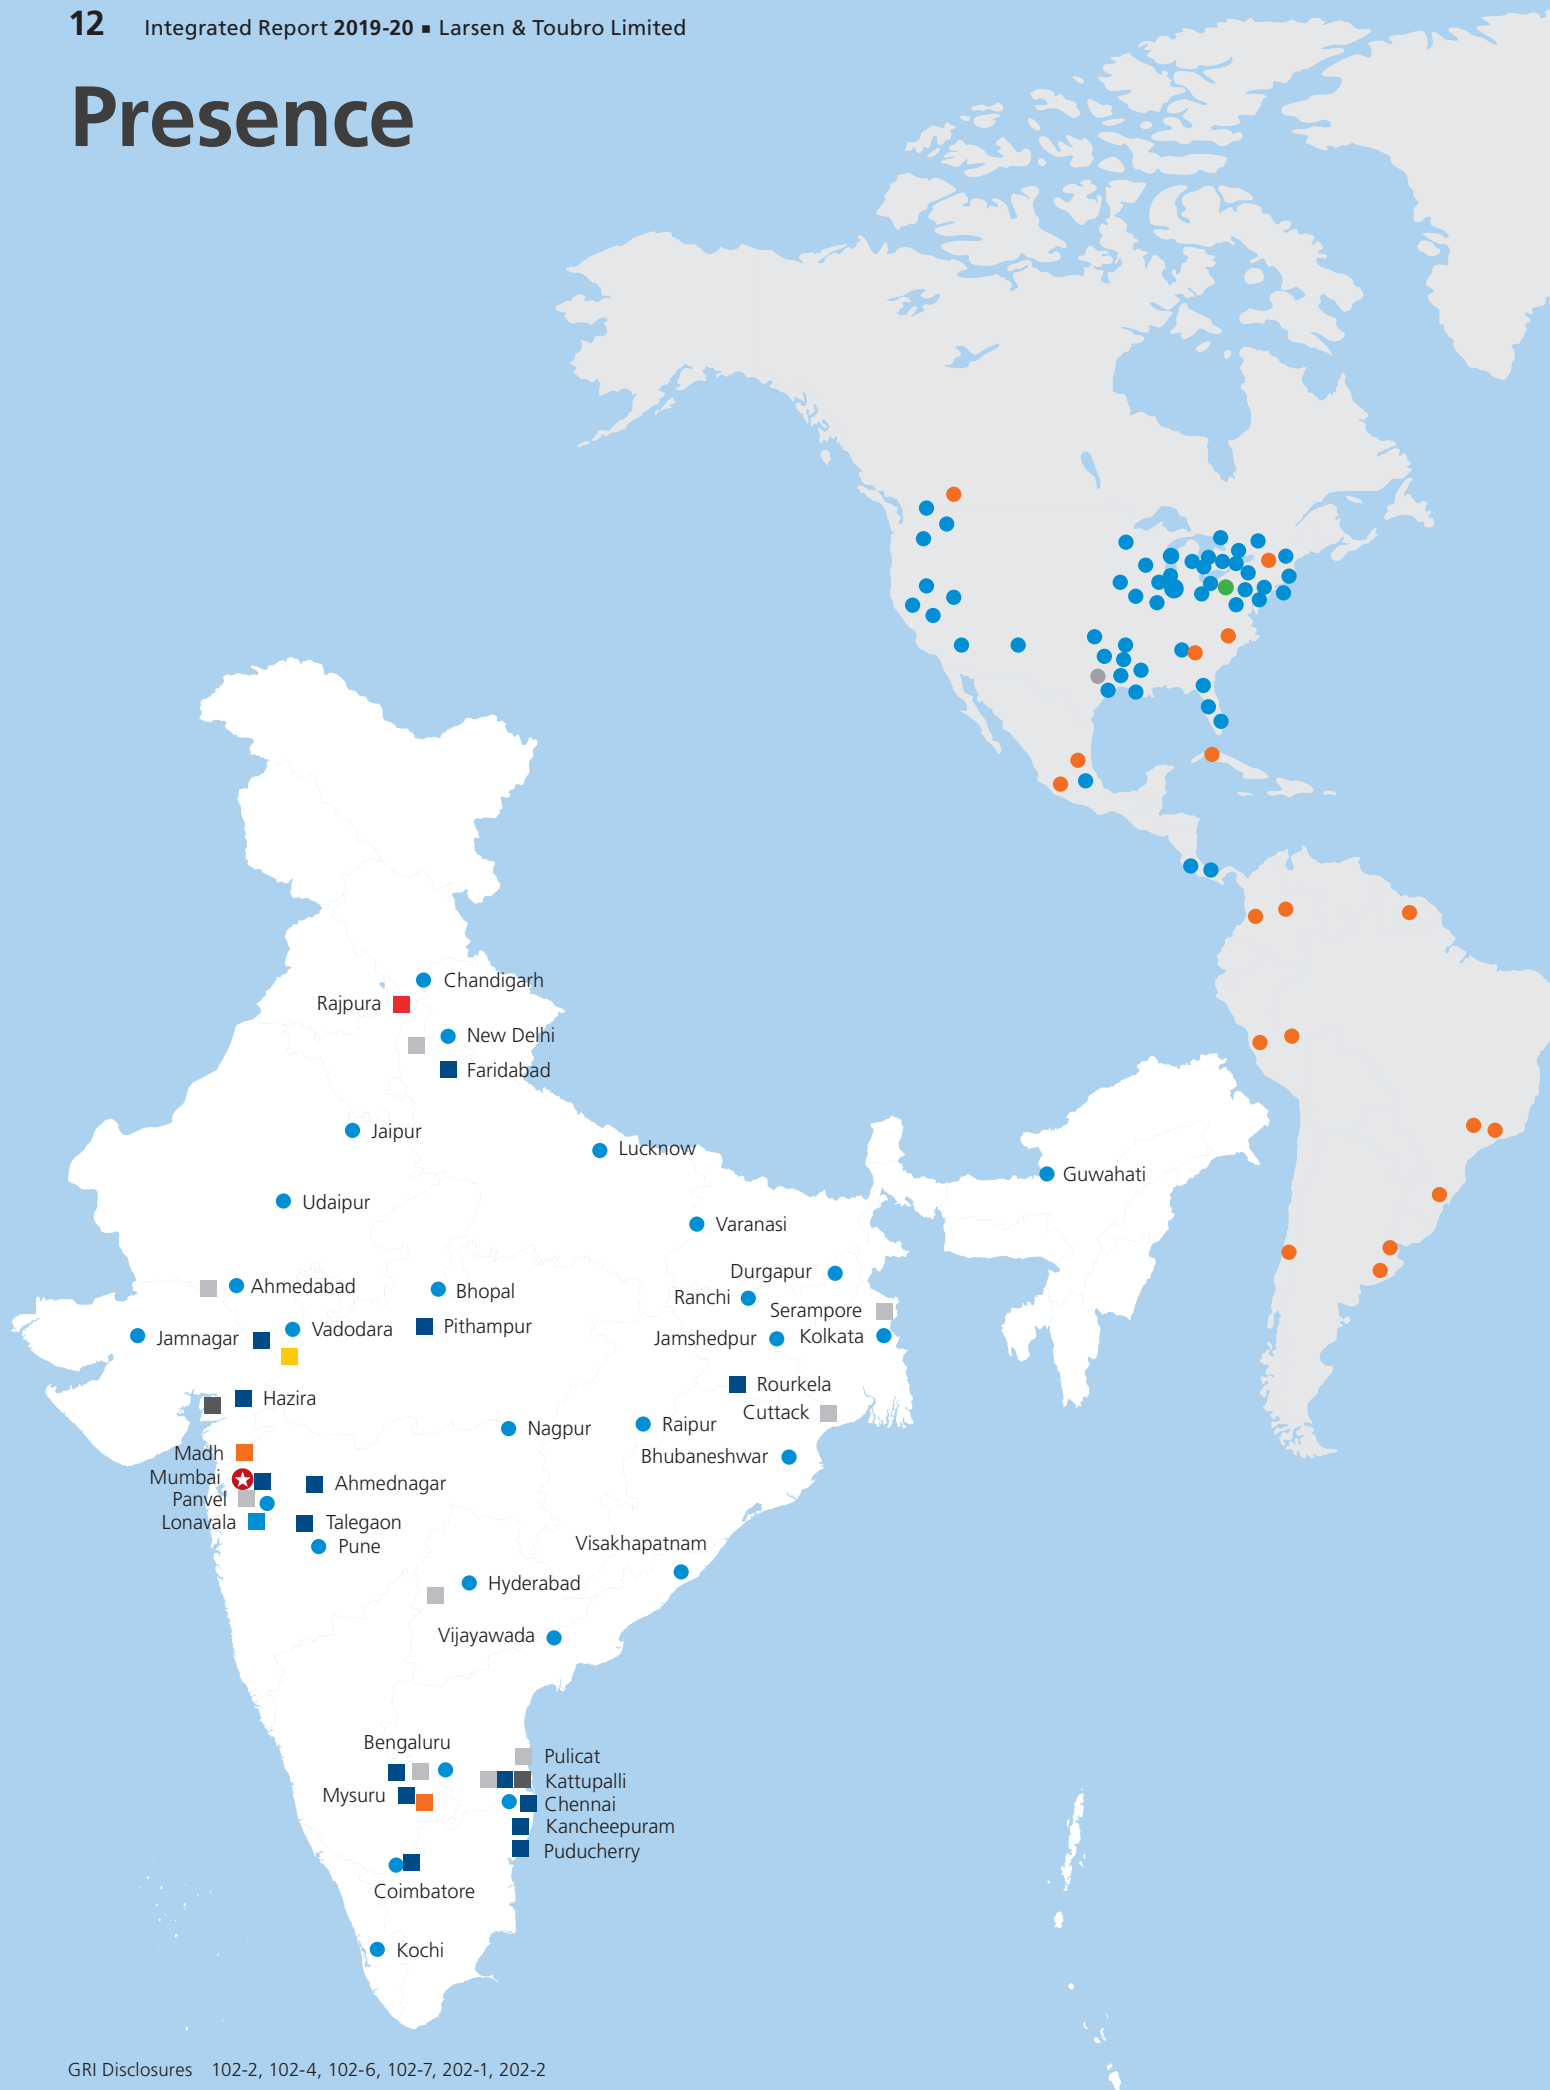 12 Integrated Report 2019-20 ▪ Larsen & Toubro Limited
Presence
Chandigarh
Rajpura
New Delhi
Faridabad
Jaipur
Lucknow
Guwahati
Udaipur
Varanasi
Durgapur
Ahmedabad
Bhopal
Ranchi
Serampore
Jamnagar
Vadodara
Pithampur
Jamshedpur
Kolkata
Rourkela
Hazira
Cuttack
Nagpur
Raipur
Madh
Bhubaneshwar
Mumbai
Ahmednagar
Panvel
Lonavala
Talegaon
Pune
Visakhapatnam
Hyderabad
Vijayawada
Bengaluru
Pulicat
Kattupalli
Mysuru
Chennai
Kancheepuram
Puducherry
Coimbatore
Kochi
GRI Disclosures 102-2, 102-4, 102-6, 102-7, 202-1, 202-2